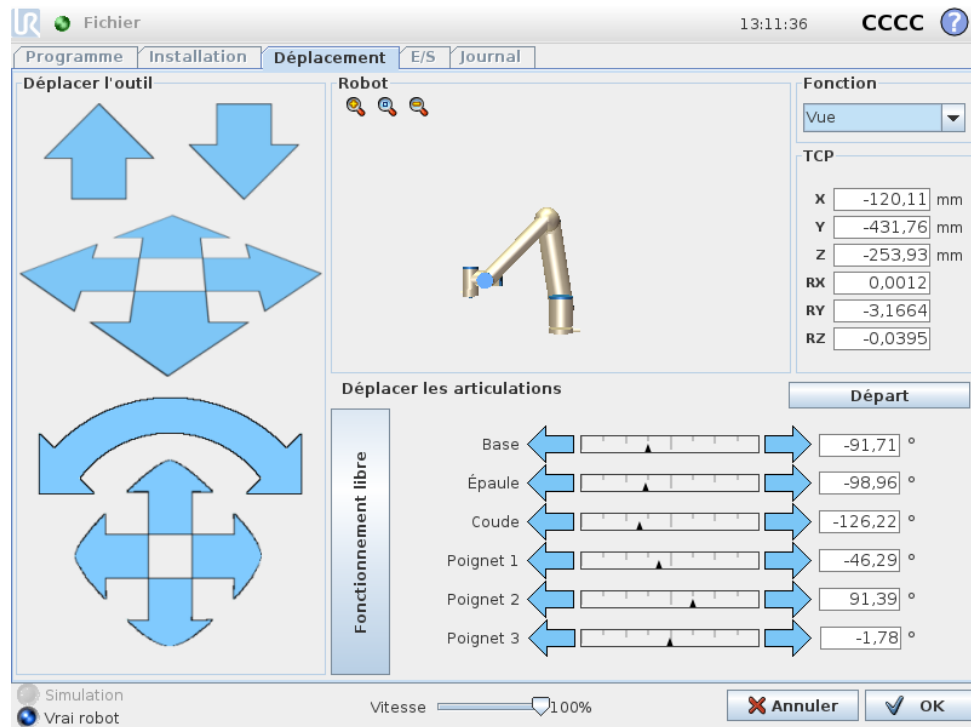 UR Fichier 13:11:36 CCCC ?
Programme Installation Déplacement E/S Journal
Déplacer l'outil
Robot
Fonction
Vue
TCP
X -120,11 mm
Y -431,76 mm
Z -253,93 mm
RX 0,0012
RY -3,1664
RZ -0,0395
Déplacer les articulations
Départ
Fonctionnement libre
Base -91,71 °
Épaule -98,96 °
Coude -126,22 °
Poignet 1 -46,29 °
Poignet 2 91,39 °
Poignet 3 -1,78 °
Simulation
Vrai robot
Vitesse 100%
Annuler
OK